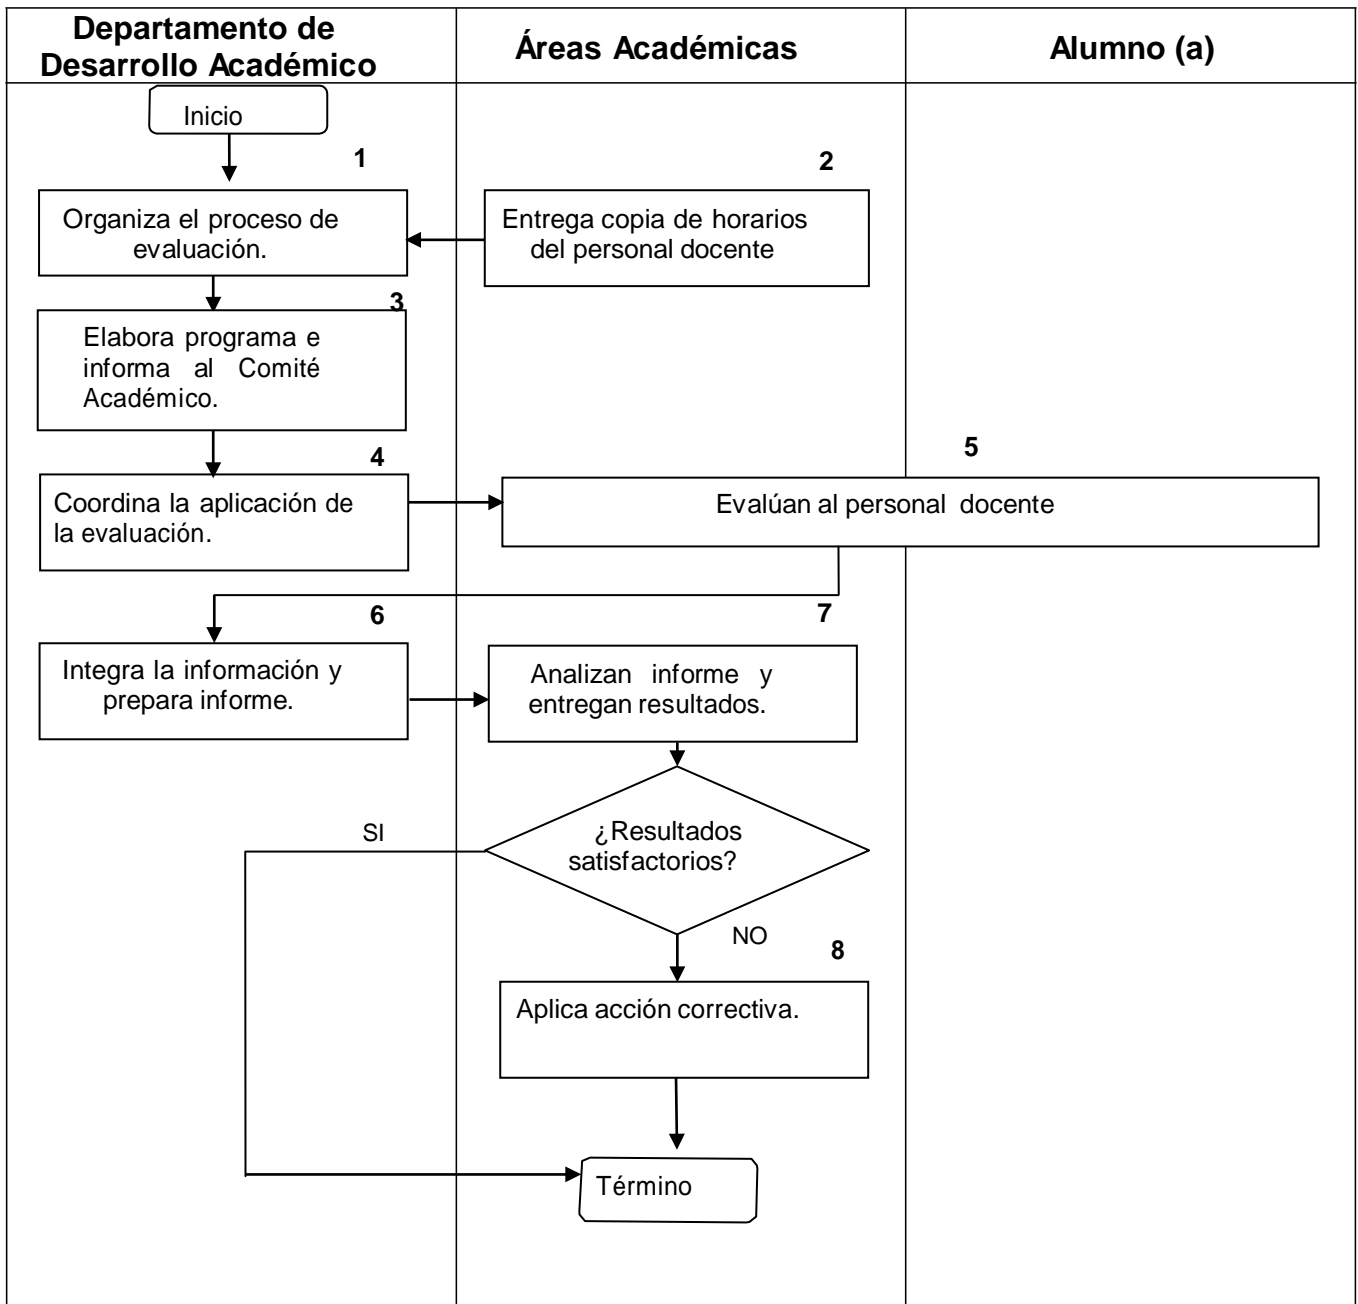 Departamento de
Desarrollo Académico
Áreas Académicas
Alumno (a)
Inicio
1
2
Organiza el proceso de
evaluación.
Entrega copia de horarios
del personal docente
3
Elabora programa e
informa al Comité
Académico.
4
5
Coordina la aplicación de
la evaluación.
Evalúan al personal docente
6
7
Integra la información y
prepara informe.
Analizan informe y
entregan resultados.
SI
¿Resultados
satisfactorios?
NO
8
Aplica acción correctiva.
Término